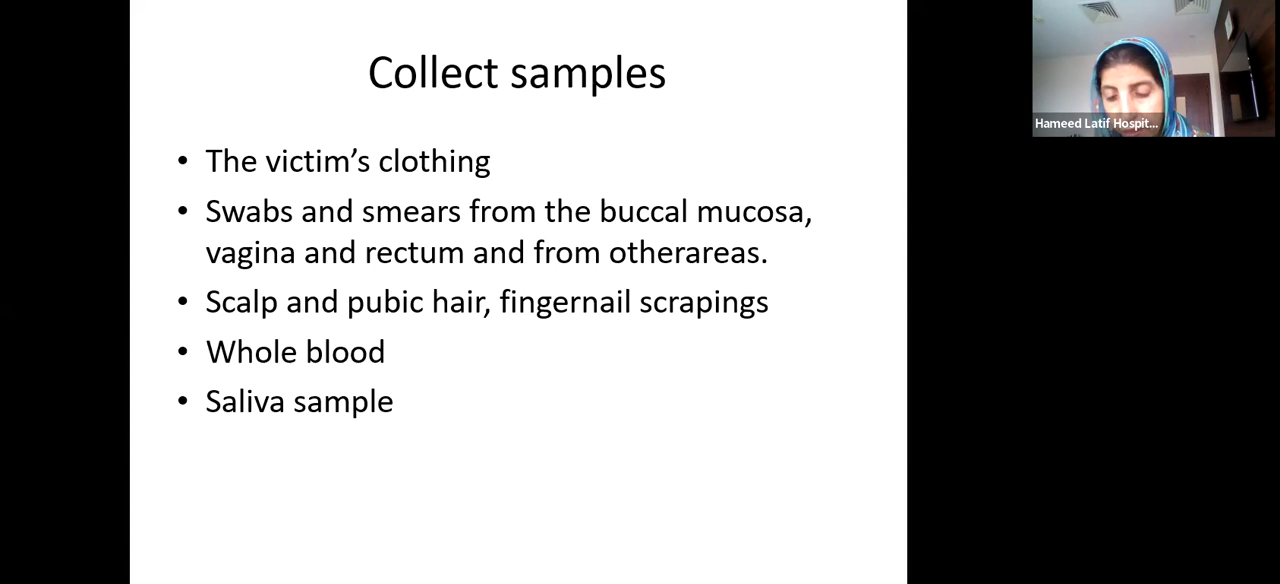 Collect samples
• The victim’s clothing
• Swabs and smears from the buccal mucosa,
vagina and rectum and from otherareas.
• Scalp and pubic hair, fingernail scrapings
• Whole blood
• Saliva sample
Hameed Latif Hospit...